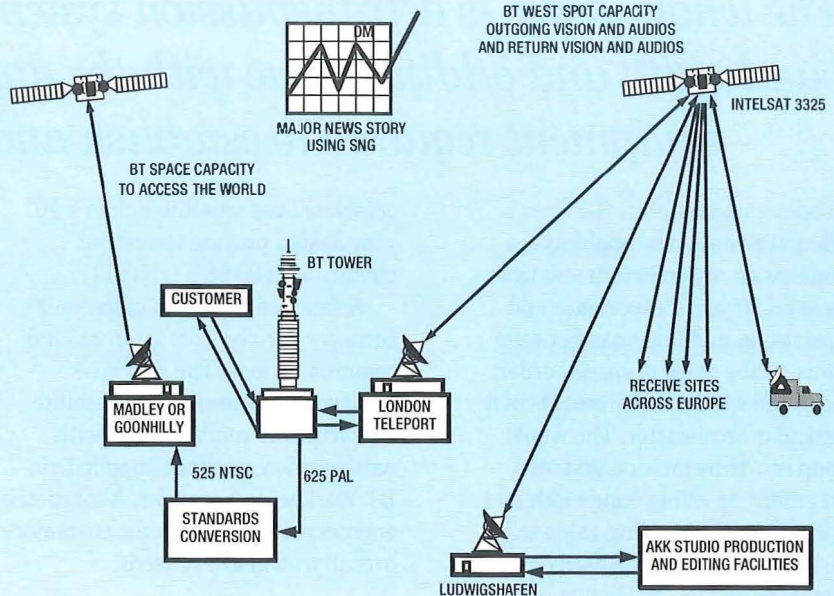 BT WEST SPOT CAPACITY
OUTGOING VISION AND AUDIOS
AND RETURN VISION AND AUDIOS
DM
INTELSAT 3325
MAJOR NEWS STORY
USING SNG
BT SPACE CAPACITY
TO ACCESS THE WORLD
BT TOWER
CUSTOMER
MADLEY OR
GOONHILLY
LONDON
TELEPORT
RECEIVE SITES
ACROSS EUROPE
525 NTSC
625 PAL
STANDARDS
CONVERSION
AKK STUDIO PRODUCTION
AND EDITING FACILITIES
LUDWIGSHAFEN